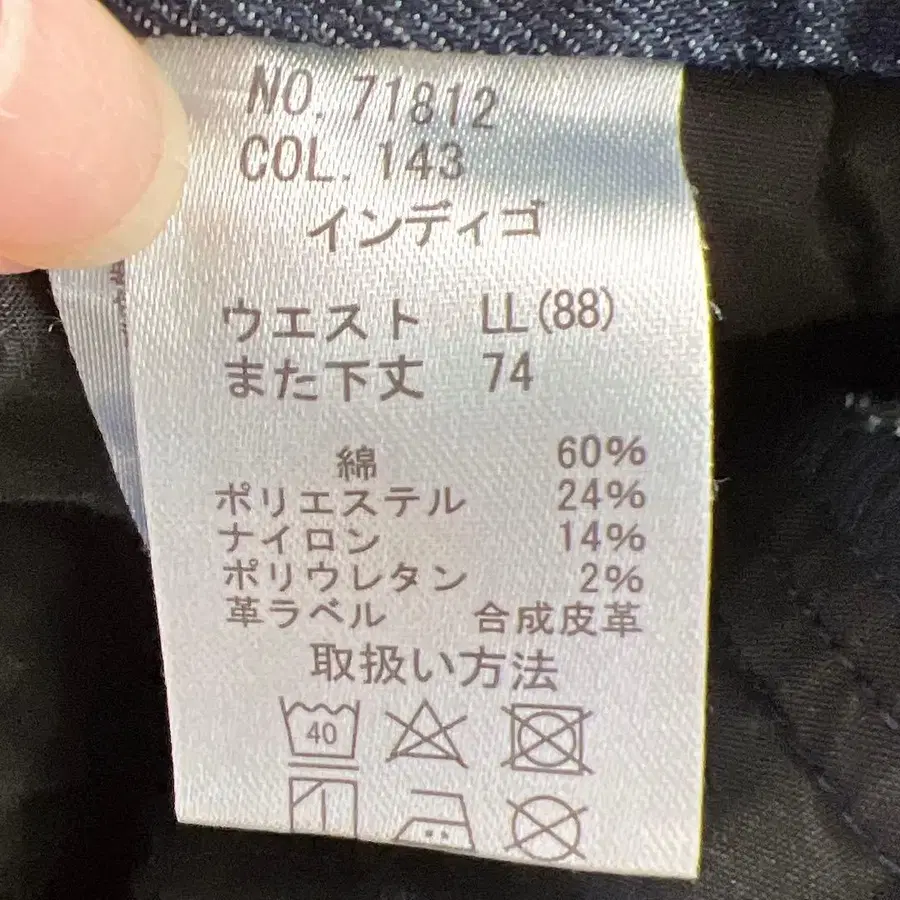 NO. 71812
COL. 143
インディゴ
ウエスト LL(88)
また下丈 74
綿 60%
ポリエステル 24%
ナイロン 14%
ポリウレタン 2%
革ラベル 合成皮革
取扱い方法
40